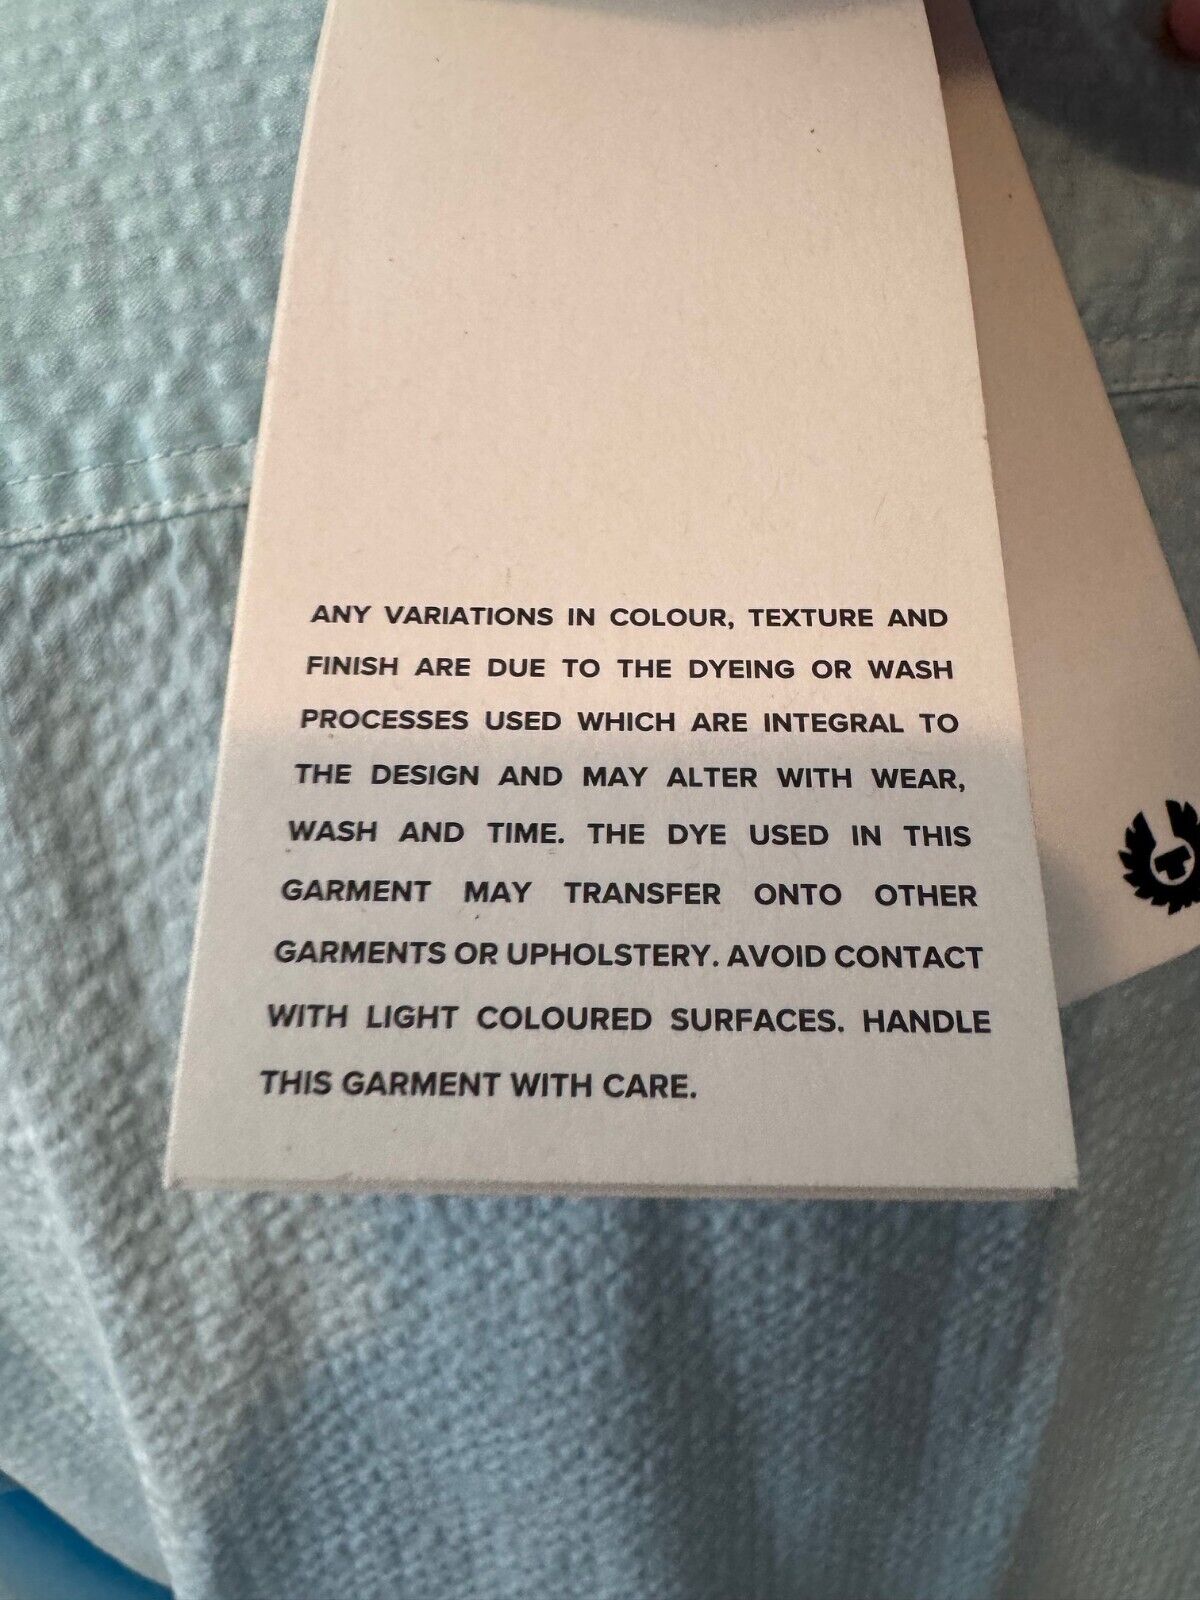 ANY VARIATIONS IN COLOUR, TEXTURE AND
FINISH ARE DUE TO THE DYEING OR WASH
PROCESSES USED WHICH ARE INTEGRAL TO
THE DESIGN AND MAY ALTER WITH WEAR,
WASH AND TIME. THE DYE USED IN THIS
GARMENT MAY TRANSFER ONTO OTHER
GARMENTS OR UPHOLSTERY. AVOID CONTACT
WITH LIGHT COLOURED SURFACES. HANDLE
THIS GARMENT WITH CARE.